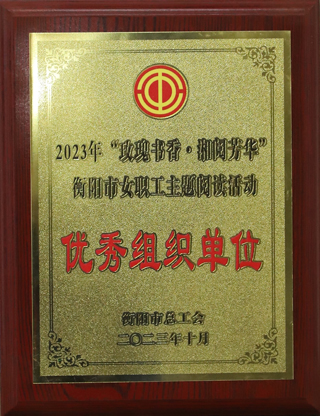 2023年“玫瑰书香·湘阅芳华”
衡阳市女职工主题阅读活动
优秀组织单位
衡阳市总工会
二〇二三年十月